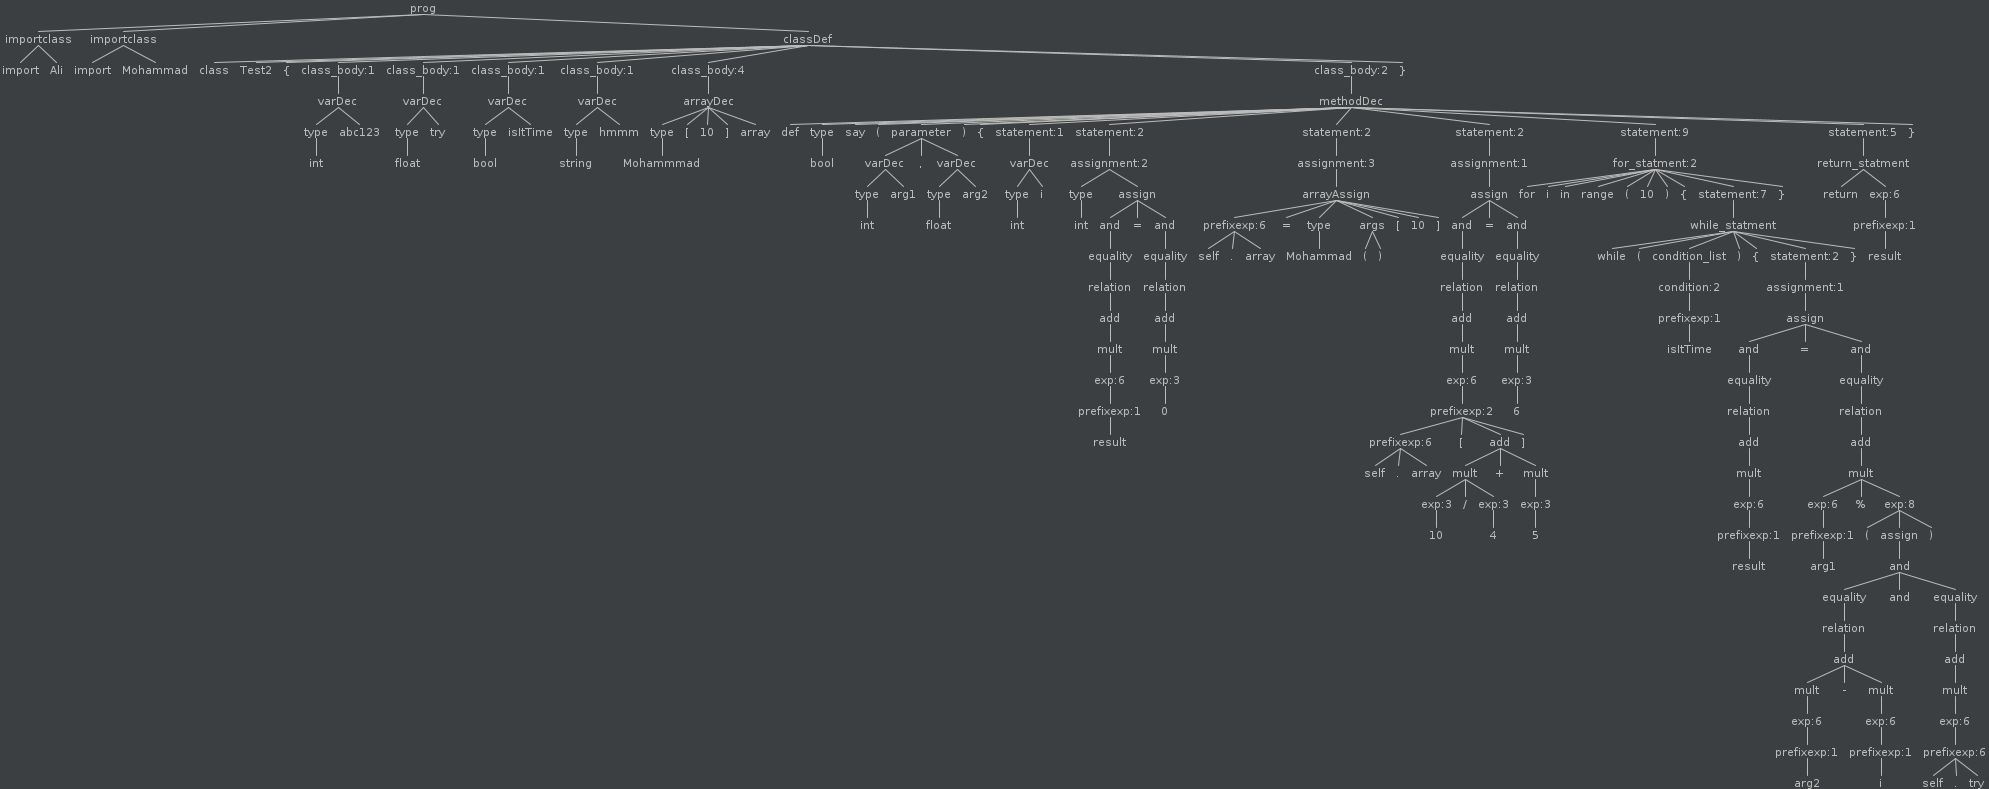 prog
importclass importclass classDef
import Ali import Mohammad class Test2 { class_body:1 class_body:1 class_body:1 class_body:1 class_body:4 class_body:2 }
varDec varDec varDec varDec arrayDec methodDec
type abc123 type try type isItTime type hmmm type [ 10 ] array def type say ( parameter ) { statement:1 statement:2 statement:2 statement:2 statement:9 statement:5 }
int float bool string Mohammmad bool varDec , varDec varDec assignment:2 assignment:3 assignment:1 for_statment:2 return_statment
type arg1 type arg2 type i type assign arrayAssign assign for i in range ( 10 ) { statement:7 } return exp:6
int float int int and = and prefixexp:6 = type args [ 10 ] and = and while_statment prefixexp:1
equality equality self . array Mohammad ( ) equality equality while ( condition_list ) { statement:2 } result
relation relation relation relation condition:2 assignment:1
add add add add prefixexp:1 assign
mult mult mult mult isItTime and = and
exp:6 exp:3 exp:6 exp:3 equality equality
prefixexp:1 0 prefixexp:2 6 relation relation
result prefixexp:6 [ add ] add add
self . array mult + mult mult mult
exp:3 / exp:3 exp:3 exp:6 exp:6 % exp:8
10 4 5 prefixexp:1 prefixexp:1 ( assign )
result arg1 and
equality and equality
relation relation
add add
mult - mult mult
exp:6 exp:6 exp:6
prefixexp:1 prefixexp:1 prefixexp:6
arg2 i self . try